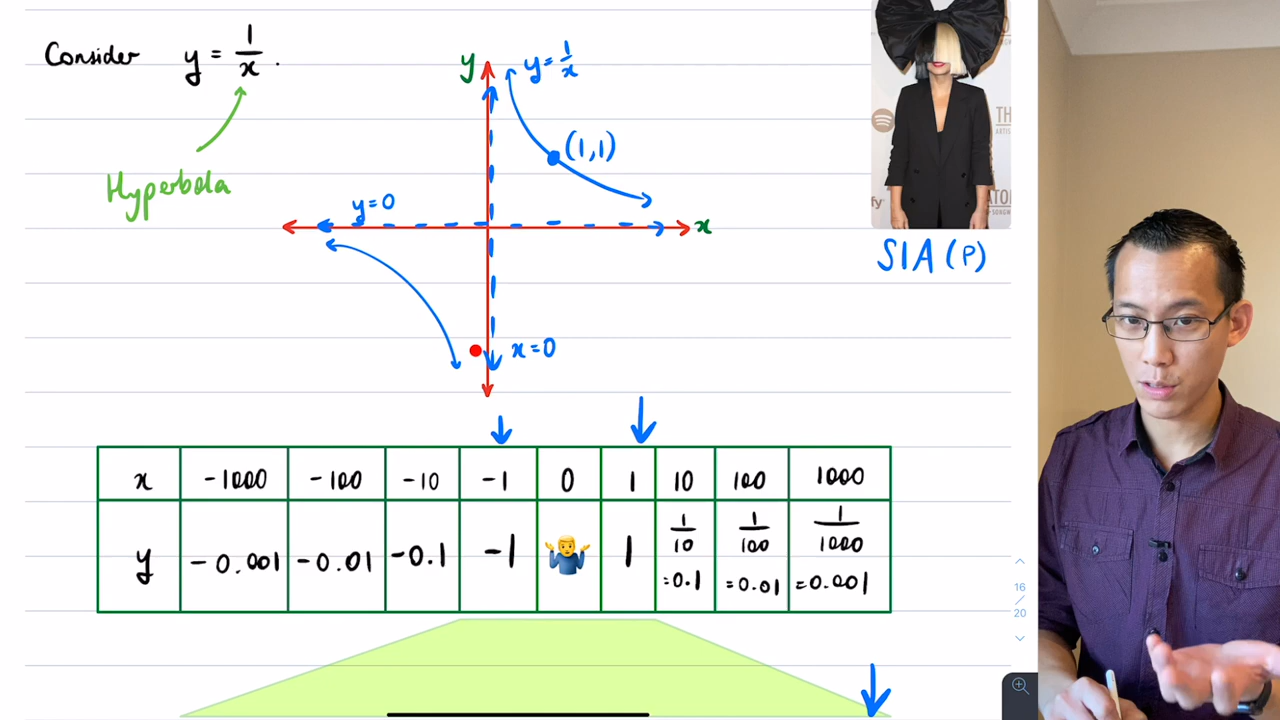 Consider y = 1/x .
Hyperbola
y
y = 1/x
(1,1)
y=0
x
x=0
SIA (P)
x -1000 -100 -10 -1 0 1 10 100 1000
y -0.001 -0.01 -0.1 -1 🤷‍♂️ 1 1/10 =0.1 1/100 =0.01 1/1000 =0.001
16
/
20